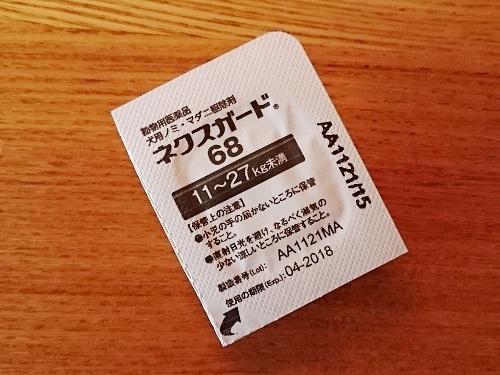 動物用医薬品
犬用ノミ・マダニ駆除剤
ネクスガード®
68
11〜27kg未満
【保管上の注意】
●小児の手の届かないところに保管
すること。
●直射日光を避け、なるべく湿気の
少ない涼しいところに保管すること。
製造番号(Lot): AA1121MA
使用の期限(Exp.): 04-2018
AA1121/15